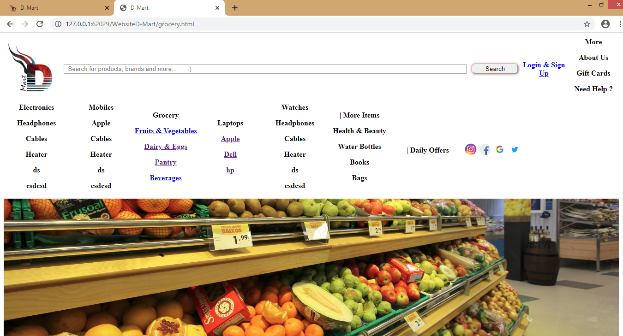 D-Mart
D-Mart
127.0.0.1:62029/WebsiteD-Mart/grocery.html
Mart D
Search for products, brands and more... :)
Search
Login & Sign
Up
More
About Us
Gift Cards
Need Help ?
Electronics
Headphones
Cables
Heater
ds
csdcsd
Mobiles
Apple
Cables
Heater
ds
csdcsd
Grocery
Fruits & Vegetables
Dairy & Eggs
Pantry
Beverages
Laptops
Apple
Dell
hp
Watches
Headphones
Cables
Heater
ds
csdcsd
| More Items
Health & Beauty
Water Bottles
Books
Bags
| Daily Offers
1.99